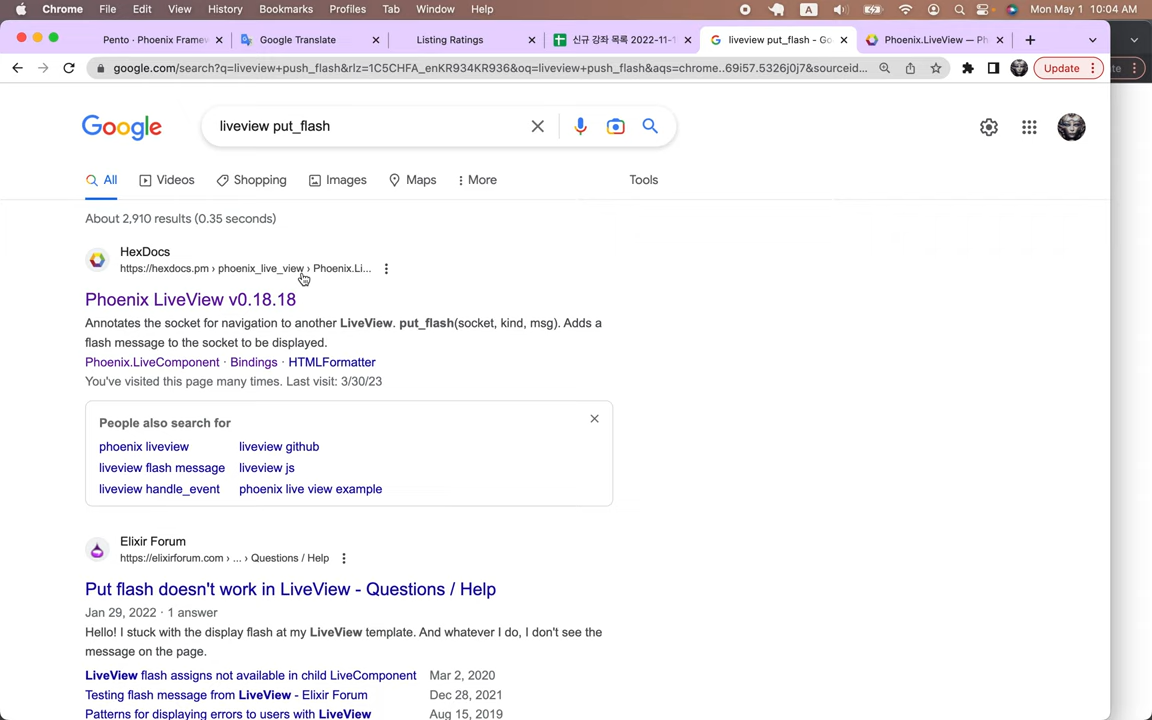 Chrome File Edit View History Bookmarks Profiles Tab Window Help A Mon May 1 10:04 AM
Pento · Phoenix Framew Google Translate Listing Ratings 신규 강좌 목록 2022-11-1 liveview put_flash - Go Phoenix.LiveView — Ph
google.com/search?q=liveview+push_flash&rlz=1C5CHFA_enKR934KR936&oq=liveview+push_flash&aqs=chrome..69i57.5326j0j7&sourceid... Update
Google liveview put_flash
All Videos Shopping Images Maps More Tools
About 2,910 results (0.35 seconds)
HexDocs
https://hexdocs.pm › phoenix_live_view › Phoenix.Li...
Phoenix LiveView v0.18.18
Annotates the socket for navigation to another LiveView. put_flash(socket, kind, msg). Adds a
flash message to the socket to be displayed.
Phoenix.LiveComponent · Bindings · HTMLFormatter
You've visited this page many times. Last visit: 3/30/23
People also search for
phoenix liveview liveview github
liveview flash message liveview js
liveview handle_event phoenix live view example
Elixir Forum
https://elixirforum.com › ... › Questions / Help
Put flash doesn't work in LiveView - Questions / Help
Jan 29, 2022 · 1 answer
Hello! I stuck with the display flash at my LiveView template. And whatever I do, I don't see the
message on the page.
LiveView flash assigns not available in child LiveComponent Mar 2, 2020
Testing flash message from LiveView - Elixir Forum Dec 28, 2021
Patterns for displaying errors to users with LiveView Aug 15, 2019